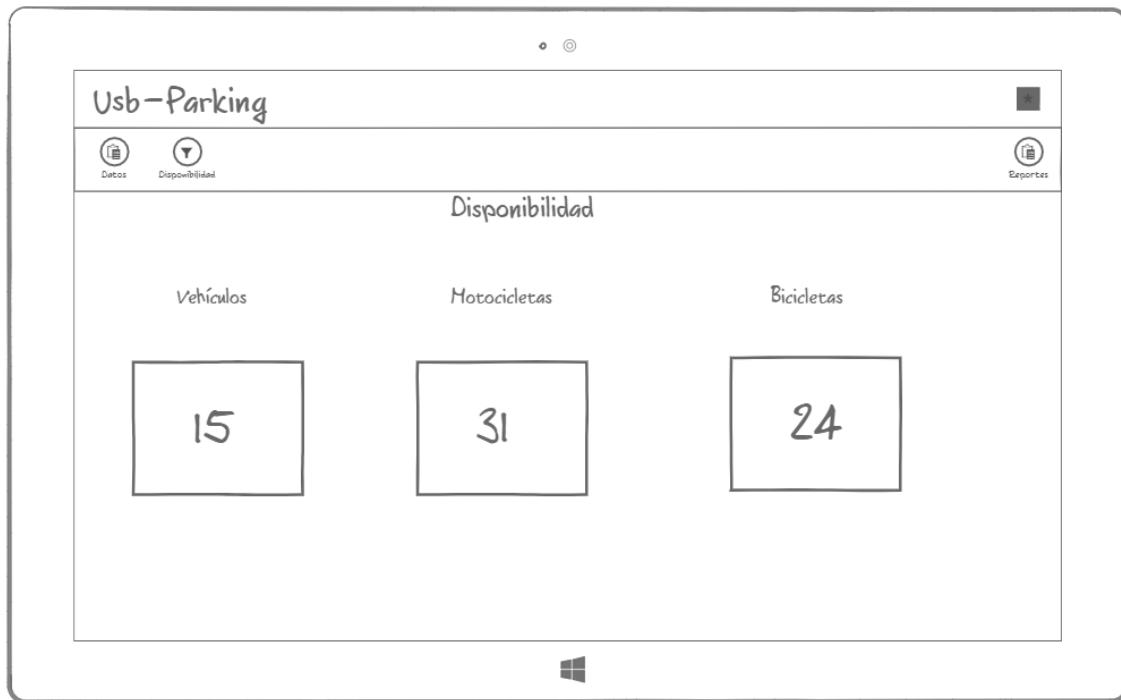 Usb-Parking
Datos
Disponibilidad
Reportes
Disponibilidad
Vehículos
Motocicletas
Bicicletas
15
31
24